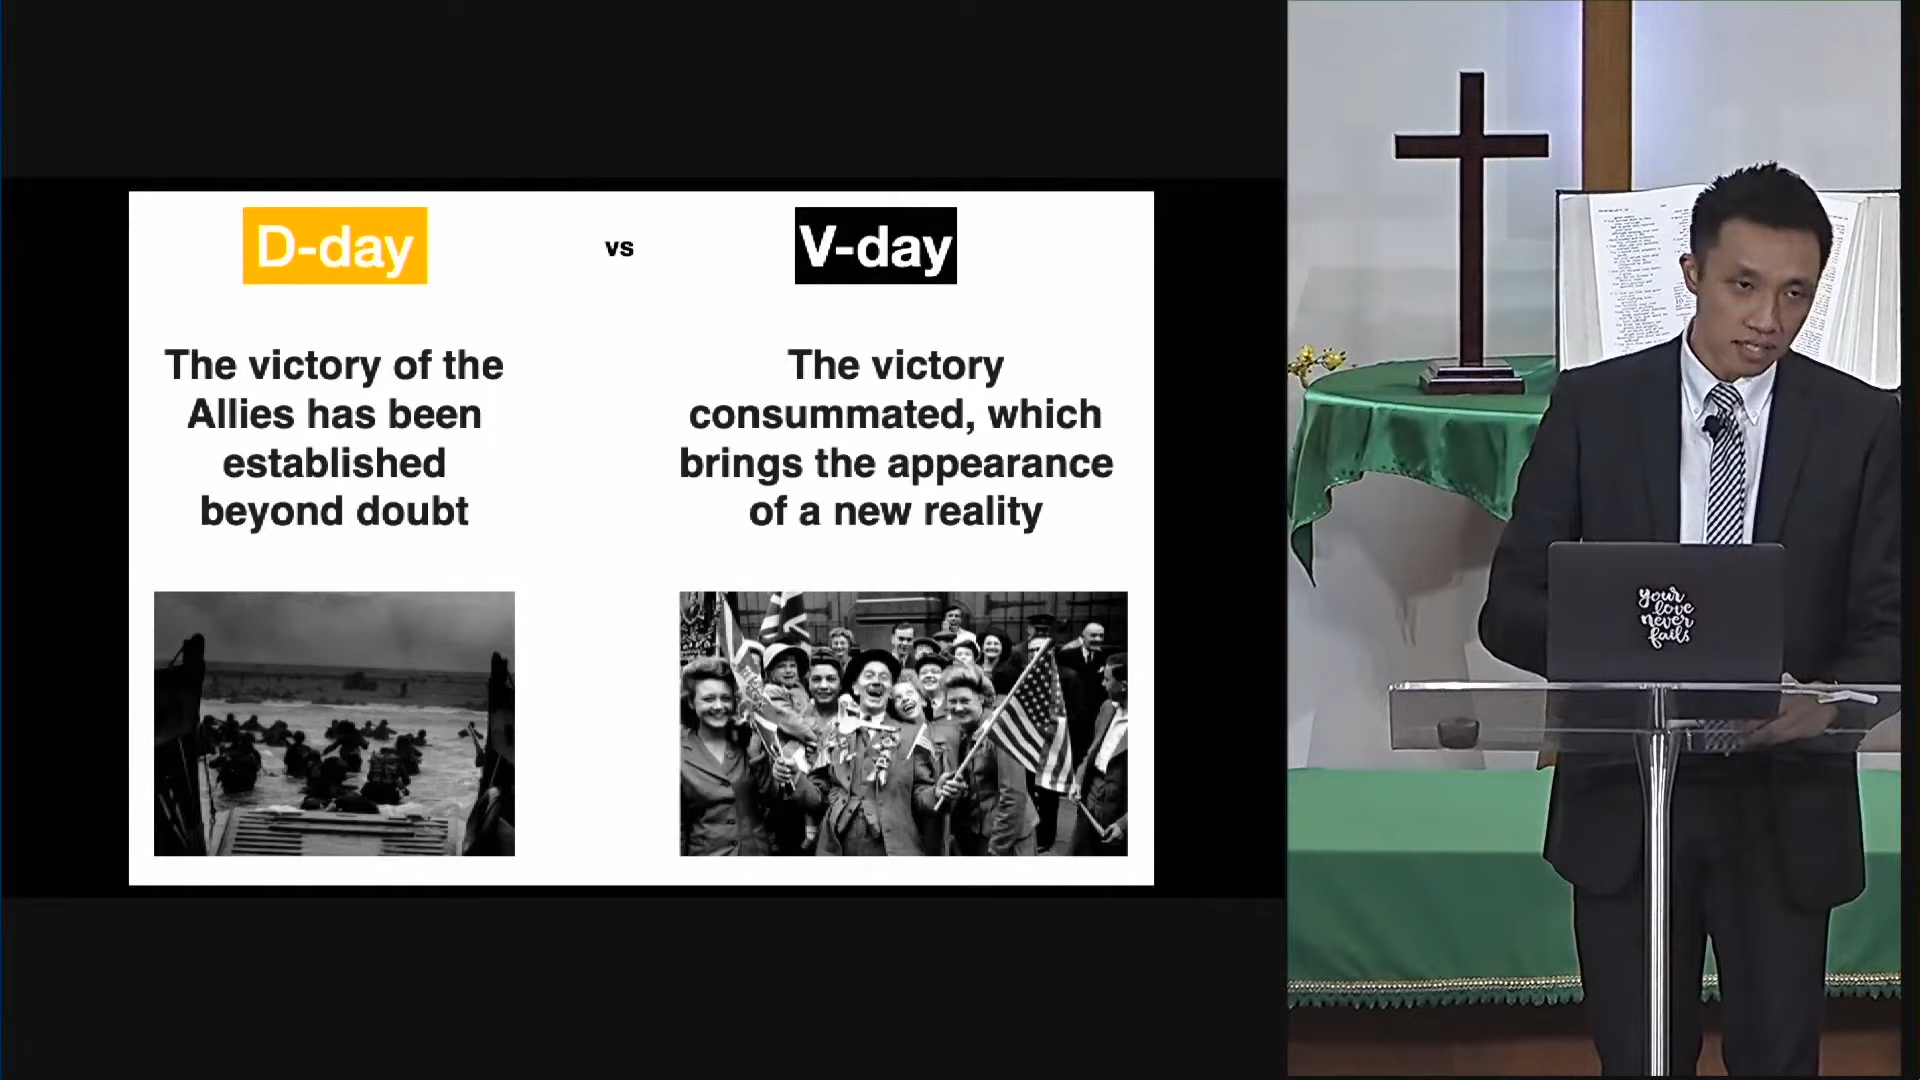 D-day
vs
V-day
The victory of the
Allies has been
established
beyond doubt
The victory
consummated, which
brings the appearance
of a new reality
your
love
never
fails